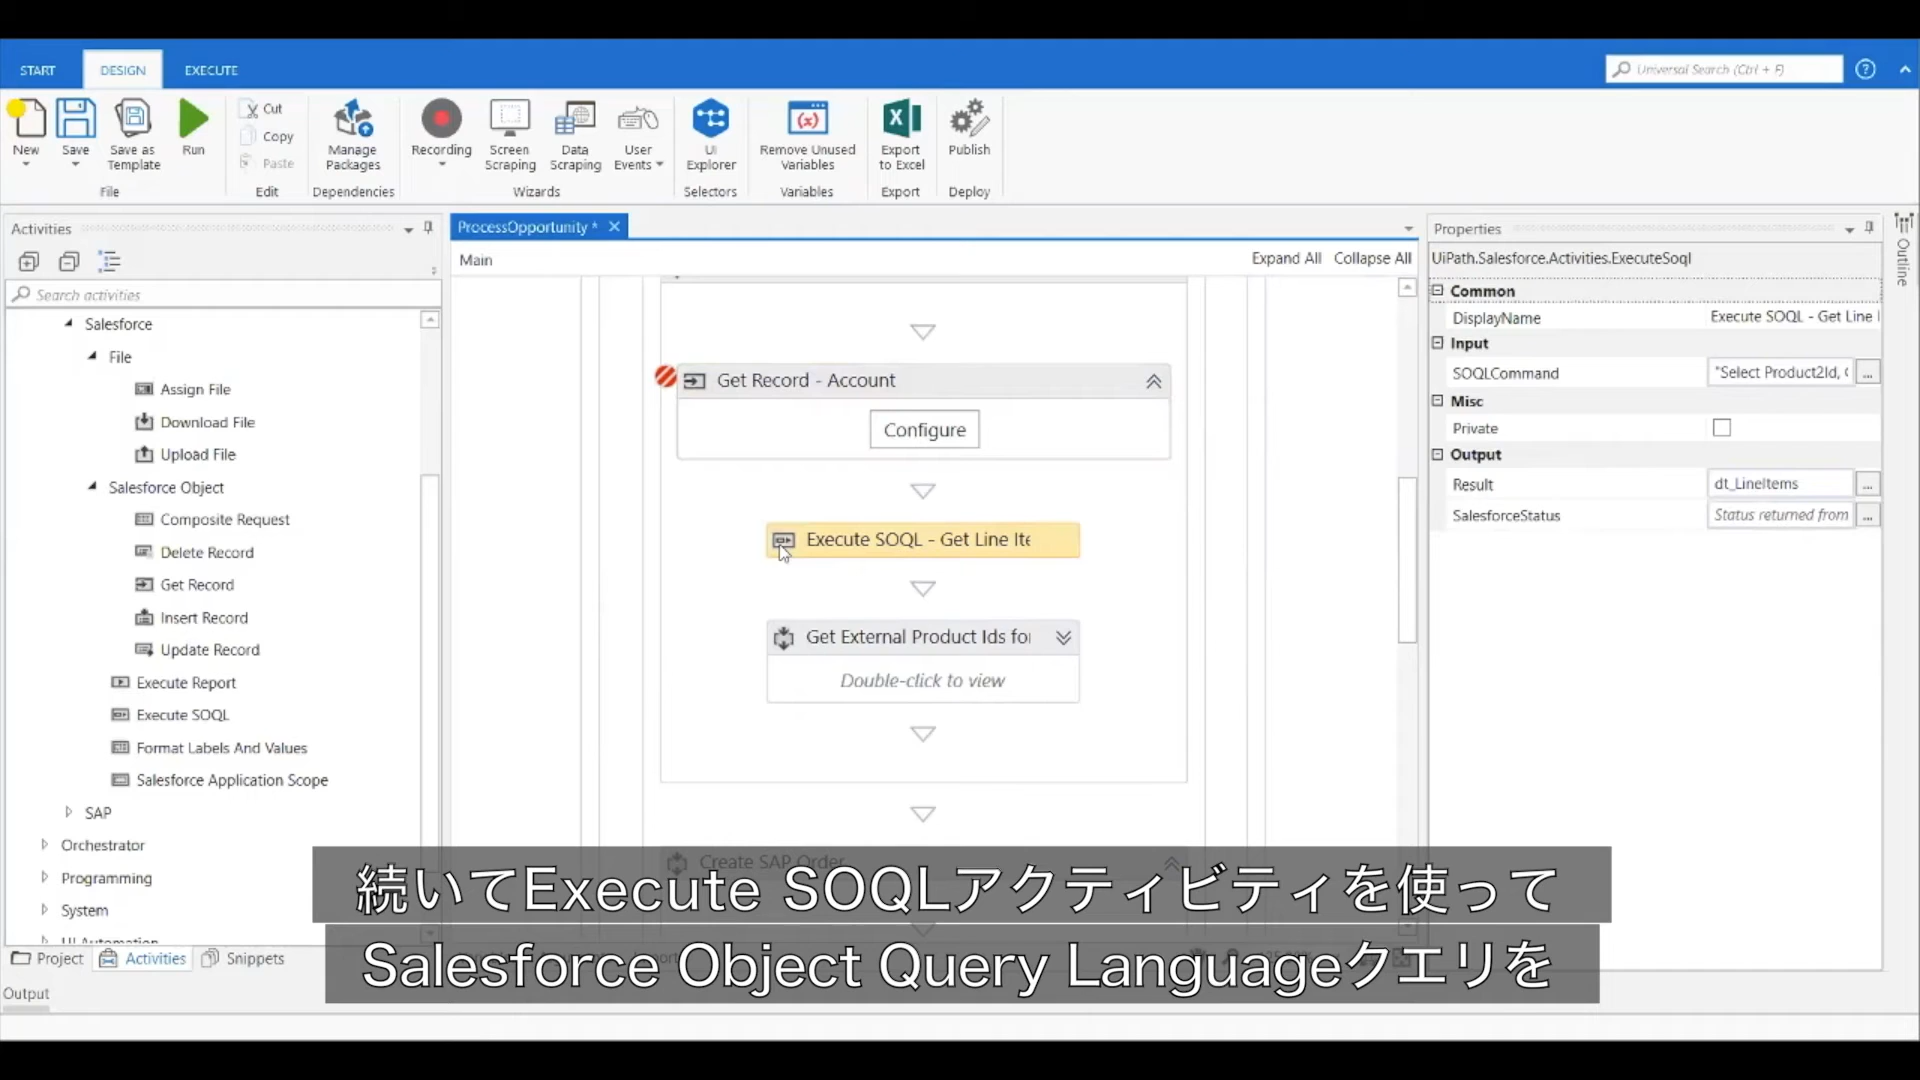 START DESIGN EXECUTE Universal Search (Ctrl + F)
New Save Save as Template Run Cut Copy Paste Manage Packages Recording Screen Scraping Data Scraping User Events UI Explorer Remove Unused Variables Export to Excel Publish
File Edit Dependencies Wizards Selectors Variables Export Deploy
Activities
Search activities
Salesforce
File
Assign File
Download File
Upload File
Salesforce Object
Composite Request
Delete Record
Get Record
Insert Record
Update Record
Execute Report
Execute SOQL
Format Labels And Values
Salesforce Application Scope
SAP
Orchestrator
Programming
System
UI Automation
Project Activities Snippets
Output
ProcessOpportunity *
Main Expand All Collapse All
Get Record - Account
Configure
Execute SOQL - Get Line Ite
Get External Product Ids for
Double-click to view
Create SAP Order
Properties
UiPath.Salesforce.Activities.ExecuteSoql
Common
DisplayName Execute SOQL - Get Line I
Input
SOQLCommand "Select Product2Id, ...
Misc
Private
Output
Result dt_LineItems ...
SalesforceStatus Status returned from ...
Outline
続いてExecute SOQLアクティビティを使って
Salesforce Object Query Languageクエリを